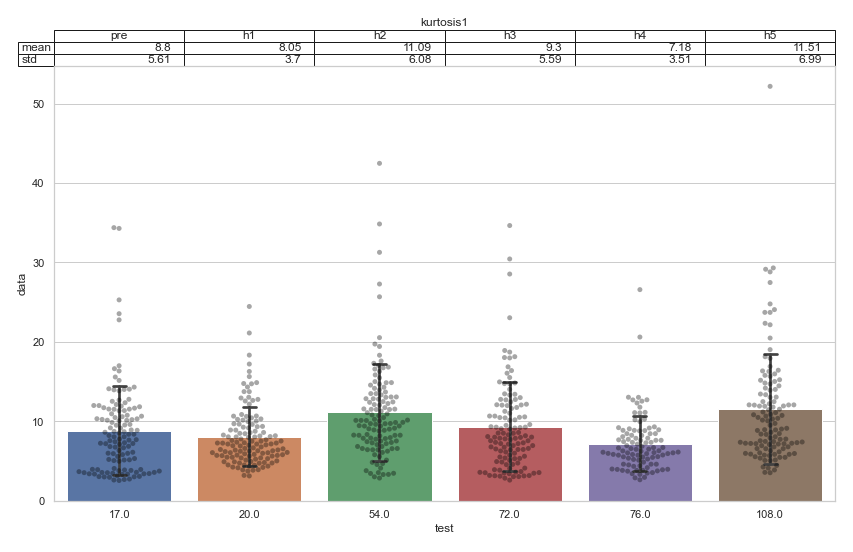 kurtosis1
pre h1 h2 h3 h4 h5
mean 8.8 8.05 11.09 9.3 7.18 11.51
std 5.61 3.7 6.08 5.59 3.51 6.99
50
40
30
20
10
0
data
17.0 20.0 54.0 72.0 76.0 108.0
test